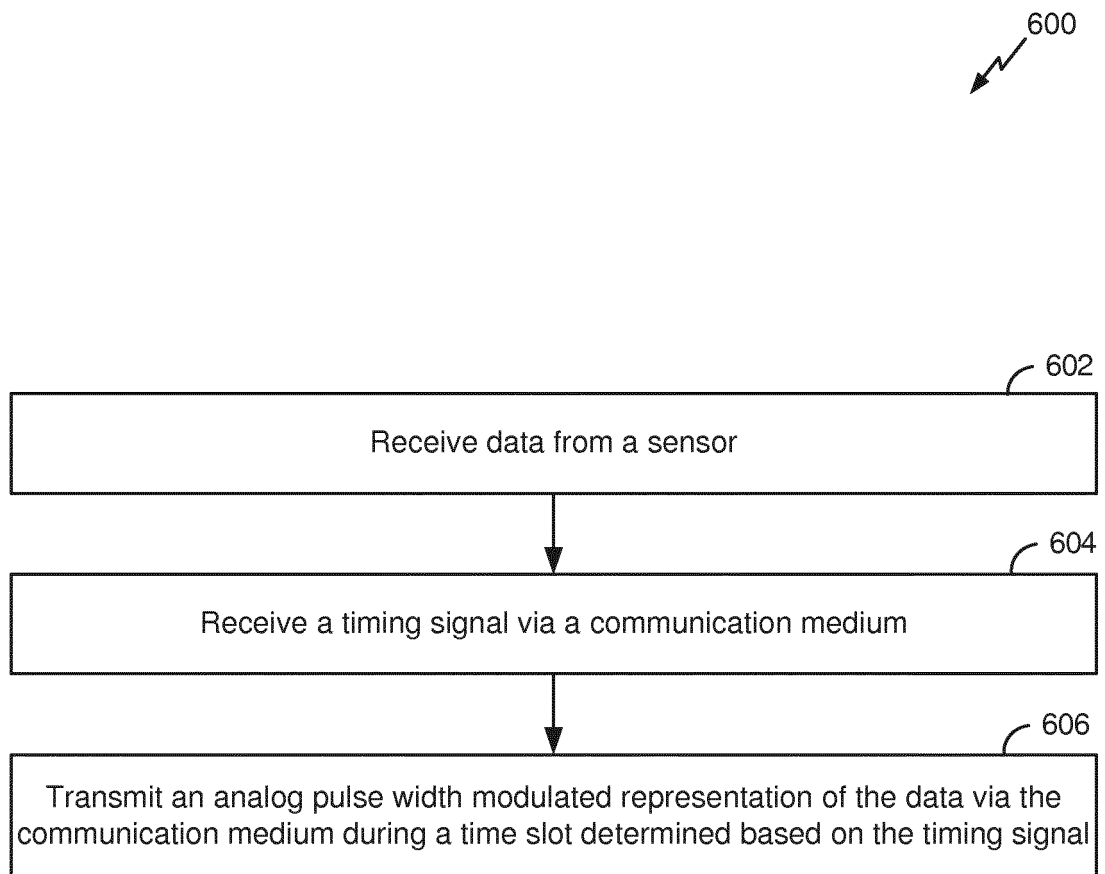 600
602
Receive data from a sensor
604
Receive a timing signal via a communication medium
606
Transmit an analog pulse width modulated representation of the data via the
communication medium during a time slot determined based on the timing signal